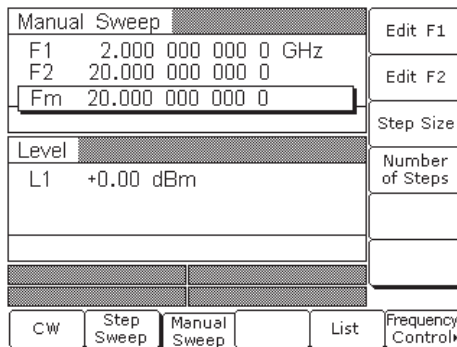 Manual Sweep
F1 2.000 000 000 0 GHz
F2 20.000 000 000 0
Fm 20.000 000 000 0
Level
L1 +0.00 dBm
Edit F1
Edit F2
Step Size
Number
of Steps
CW
Step
Sweep
Manual
Sweep
List
Frequency
Control